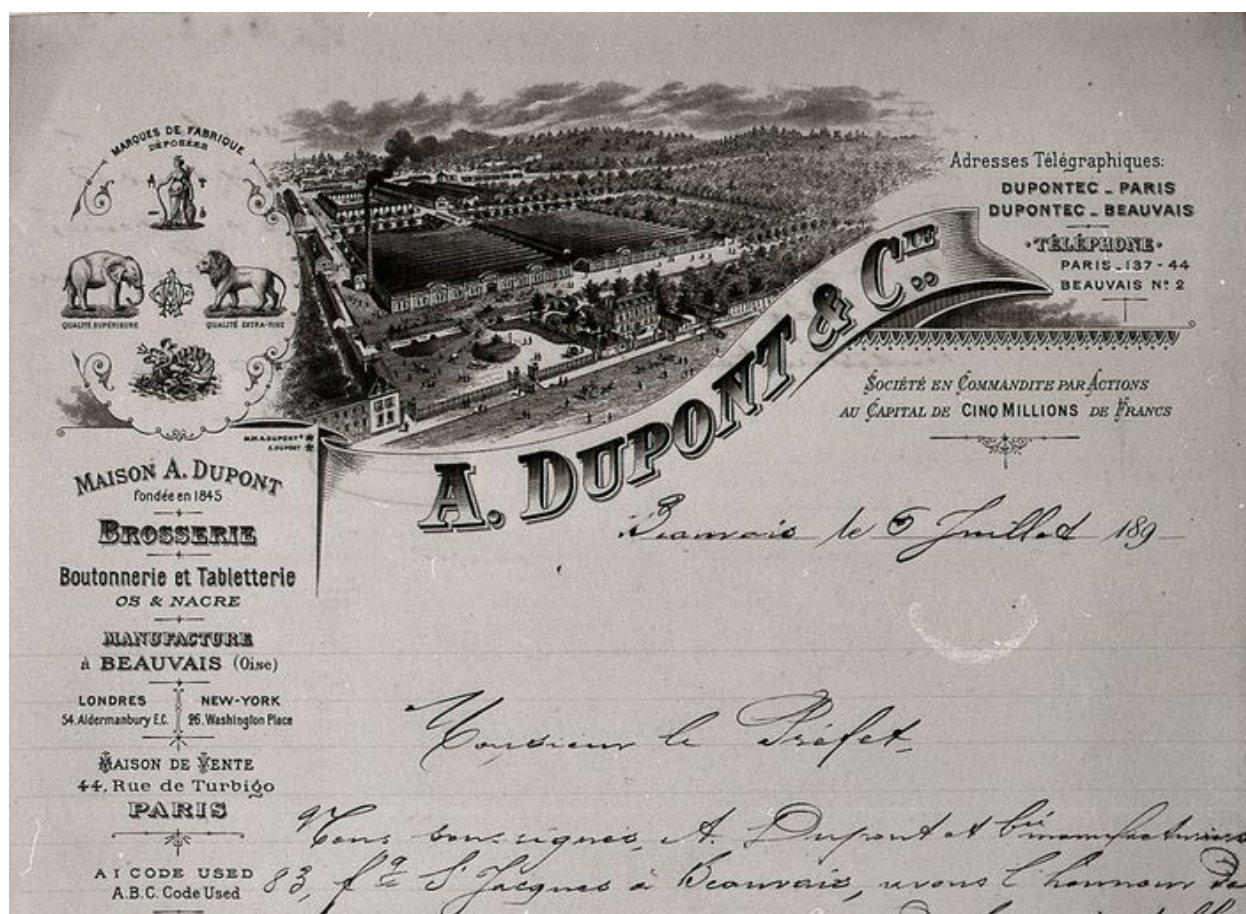 MARQUES DE FABRIQUE
DÉPOSÉES
A T
QUALITÉ SUPÉRIEURE
QUALITÉ EXTRA-FINE
A. DUPONT & CIE
Adresses Télégraphiques:
DUPONTEC _ PARIS
DUPONTEC _ BEAUVAIS
•TÉLÉPHONE•
PARIS _ 137 - 44
BEAUVAIS No 2
SOCIÉTÉ EN COMMANDITE PAR ACTIONS
AU CAPITAL DE CINQ MILLIONS DE FRANCS
MAISON A. DUPONT
fondée en 1845
BROSSERIE
Boutonnerie et Tabletterie
OS & NACRE
MANUFACTURE
à BEAUVAIS (Oise)
LONDRES
54. Aldermanbury E.C.
NEW-YORK
26. Washington Place
MAISON DE VENTE
44. Rue de Turbigo
PARIS
A I CODE USED
A.B.C. Code Used
Beauvais le 5 Juillet 189
Monsieur le Préfet,
Nous soussignés, A. Dupont et Cie manufacturiers
83, fg St Jacques à Beauvais, avons l'honneur de